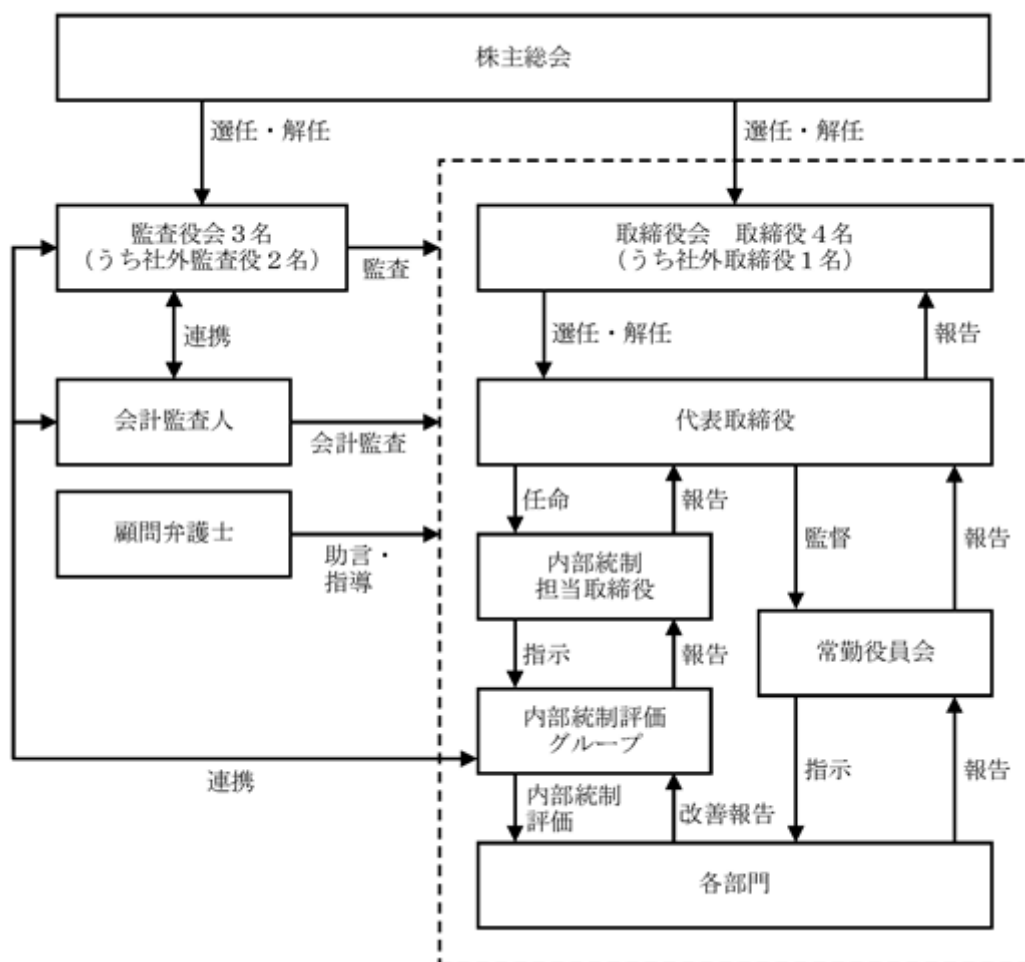 株主総会
選任・解任
選任・解任
監査役会3名
(うち社外監査役2名)
監査
取締役会　取締役4名
(うち社外取締役1名)
連携
選任・解任
報告
会計監査人
会計監査
代表取締役
顧問弁護士
助言・
指導
任命
報告
監督
報告
内部統制
担当取締役
常勤役員会
指示
報告
内部統制評価
グループ
連携
内部統制
評価
改善報告
指示
報告
各部門